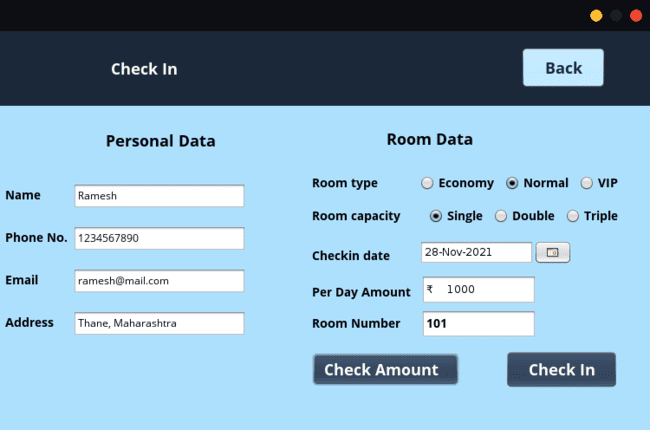 Check In
Back
Personal Data
Room Data
Name
Ramesh
Phone No.
1234567890
Email
ramesh@mail.com
Address
Thane, Maharashtra
Room type
Economy
Normal
VIP
Room capacity
Single
Double
Triple
Checkin date
28-Nov-2021
Per Day Amount
₹ 1000
Room Number
101
Check Amount
Check In